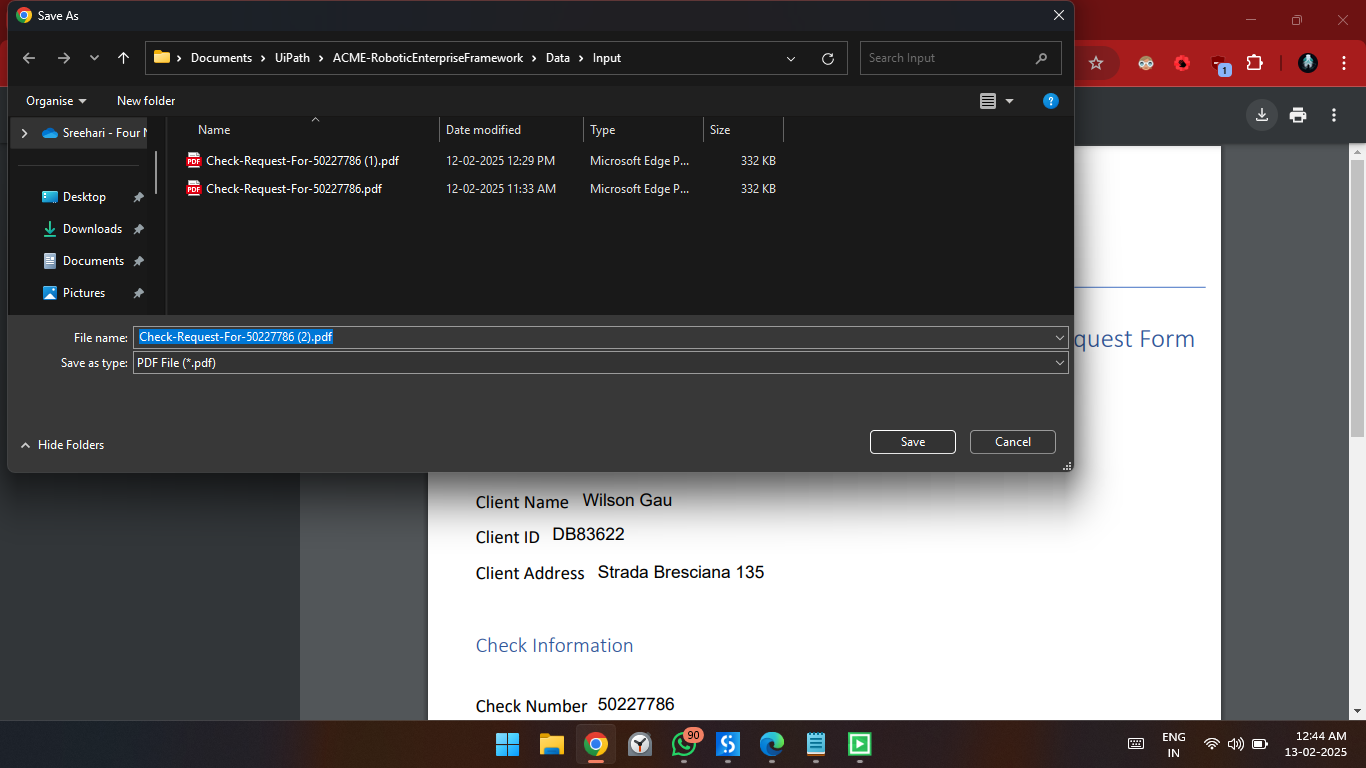 Save As
Documents > UiPath > ACME-RoboticEnterpriseFramework > Data > Input
Search Input
1
Organise
New folder
?
Sreehari - Four
Name Date modified Type Size
PDF Check-Request-For-50227786 (1).pdf 12-02-2025 12:29 PM Microsoft Edge P... 332 KB
PDF Check-Request-For-50227786.pdf 12-02-2025 11:33 AM Microsoft Edge P... 332 KB
Desktop
Downloads
Documents
Pictures
File name: Check-Request-For-50227786 (2).pdf
Save as type: PDF File (*.pdf)
Hide Folders
Save
Cancel
quest Form
Client Name Wilson Gau
Client ID DB83622
Client Address Strada Bresciana 135
Check Information
Check Number 50227786
90
ENG
IN
12:44 AM
13-02-2025